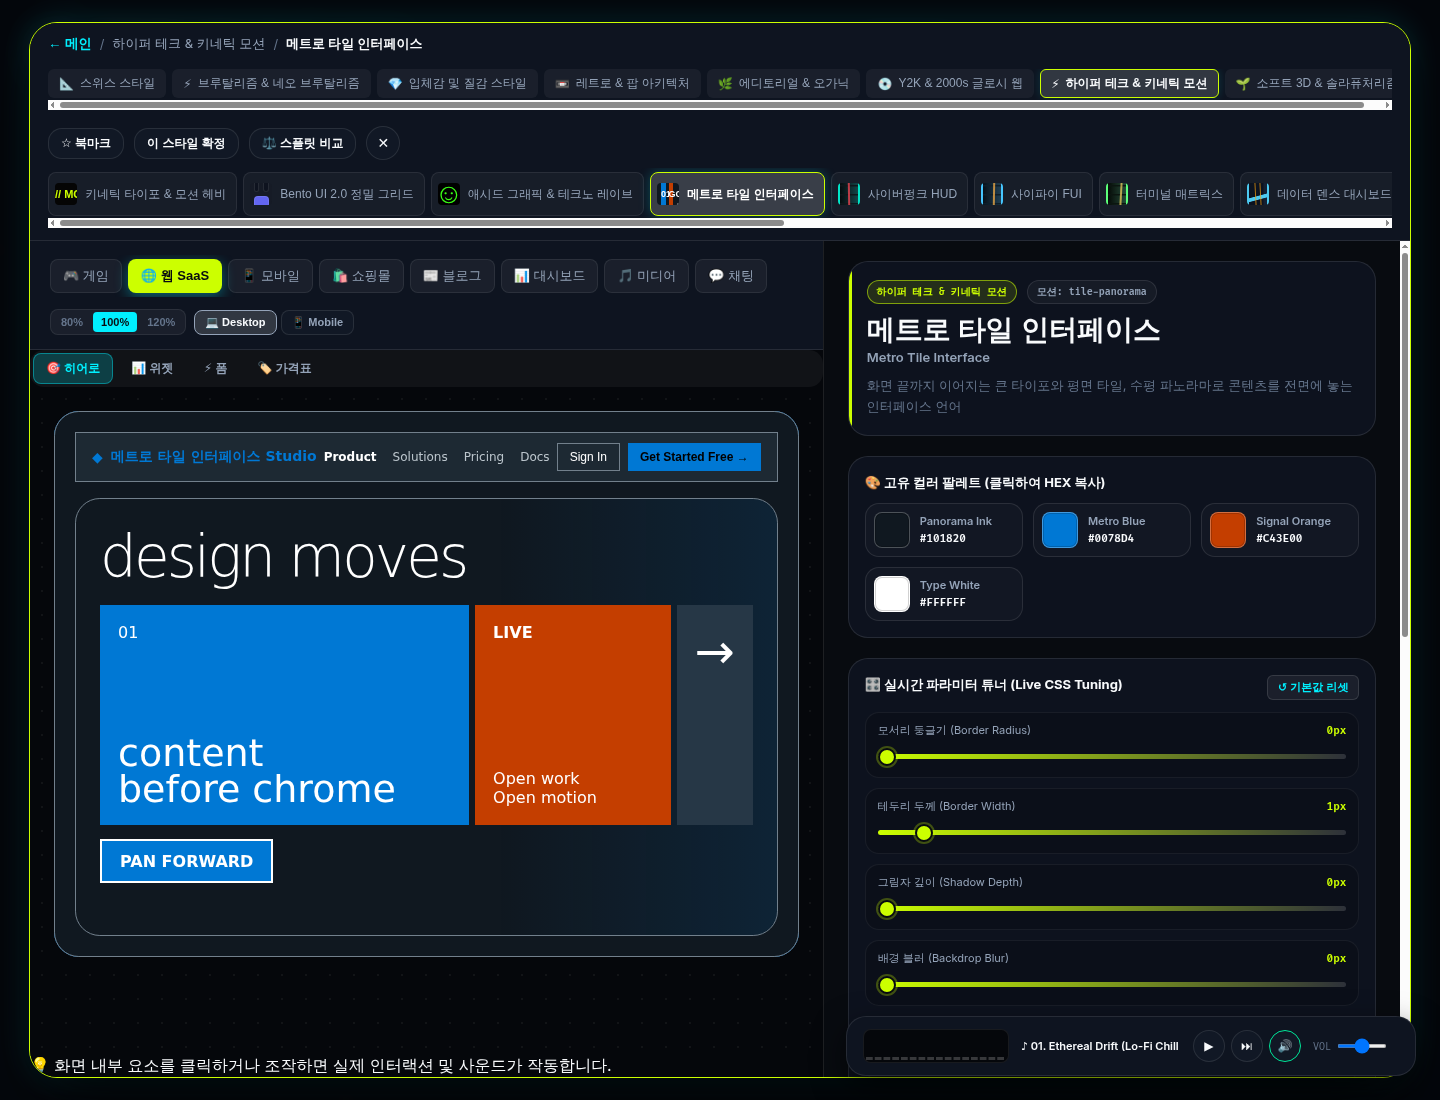 ← 메인 / 하이퍼 테크 & 키네틱 모션 / 메트로 타일 인터페이스
📐 스위스 스타일 ⚡ 브루탈리즘 & 네오 브루탈리즘 💎 입체감 및 질감 스타일 📼 레트로 & 팝 아키텍처 🌿 에디토리얼 & 오가닉 💿 Y2K & 2000s 글로시 웹 ⚡ 하이퍼 테크 & 키네틱 모션 🌱 소프트 3D & 솔라퓨처리즘
☆ 북마크 이 스타일 확정 ⚖️ 스플릿 비교 ✕
// MO 키네틱 타이포 & 모션 헤비 Bento UI 2.0 정밀 그리드 애시드 그래픽 & 테크노 레이브 메트로 타일 인터페이스 사이버펑크 HUD 사이파이 FUI 터미널 매트릭스 데이터 덴스 대시보드
🎮 게임 🌐 웹 SaaS 📱 모바일 🛍️ 쇼핑몰 📰 블로그 📊 대시보드 🎵 미디어 💬 채팅
80% 100% 120% 💻 Desktop 📱 Mobile
🎯 히어로 📊 위젯 ⚡ 폼 🏷️ 가격표
◆ 메트로 타일 인터페이스 Studio Product Solutions Pricing Docs Sign In Get Started Free →
design moves
01
content
before chrome
LIVE
Open work
Open motion
→
PAN FORWARD
💡 화면 내부 요소를 클릭하거나 조작하면 실제 인터랙션 및 사운드가 작동합니다.
하이퍼 테크 & 키네틱 모션 모션: tile-panorama
메트로 타일 인터페이스
Metro Tile Interface
화면 끝까지 이어지는 큰 타이포와 평면 타일, 수평 파노라마로 콘텐츠를 전면에 놓는
인터페이스 언어
🎨 고유 컬러 팔레트 (클릭하여 HEX 복사)
Panorama Ink
#101820
Metro Blue
#0078D4
Signal Orange
#C43E00
Type White
#FFFFFF
🎛️ 실시간 파라미터 튜너 (Live CSS Tuning) ↺ 기본값 리셋
모서리 둥글기 (Border Radius) 0px
테두리 두께 (Border Width) 1px
그림자 깊이 (Shadow Depth) 0px
배경 블러 (Backdrop Blur) 0px
♪ 01. Ethereal Drift (Lo-Fi Chill ▶ ⏭ 🔊 VOL